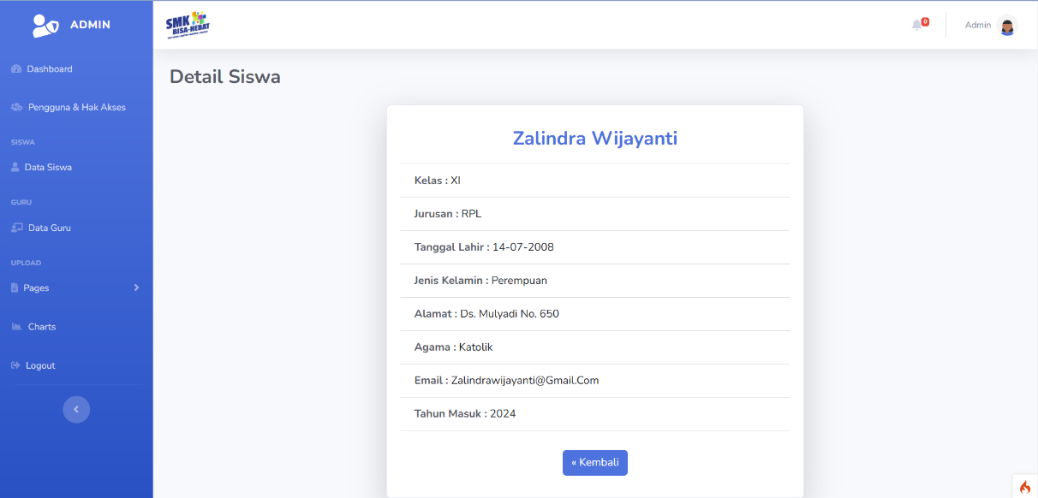 ADMIN
Dashboard
Pengguna & Hak Akses
SISWA
Data Siswa
GURU
Data Guru
UPLOAD
Pages
Charts
Logout
SMK
BISA-HEBAT
0
Admin
Detail Siswa
Zalindra Wijayanti
Kelas : XI
Jurusan : RPL
Tanggal Lahir : 14-07-2008
Jenis Kelamin : Perempuan
Alamat : Ds. Mulyadi No. 650
Agama : Katolik
Email : Zalindrawijayanti@Gmail.Com
Tahun Masuk : 2024
« Kembali